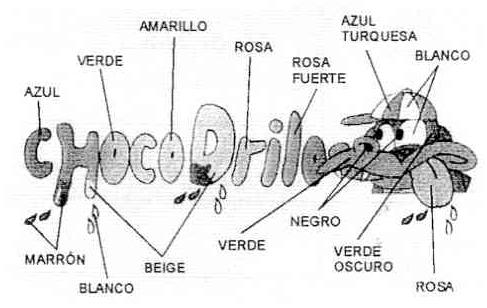 AMARILLO
AZUL
TURQUESA
BLANCO
ROSA
VERDE
ROSA
FUERTE
AZUL
CHOCODrilo
NEGRO
VERDE
VERDE
OSCURO
MARRÓN
BEIGE
BLANCO
ROSA